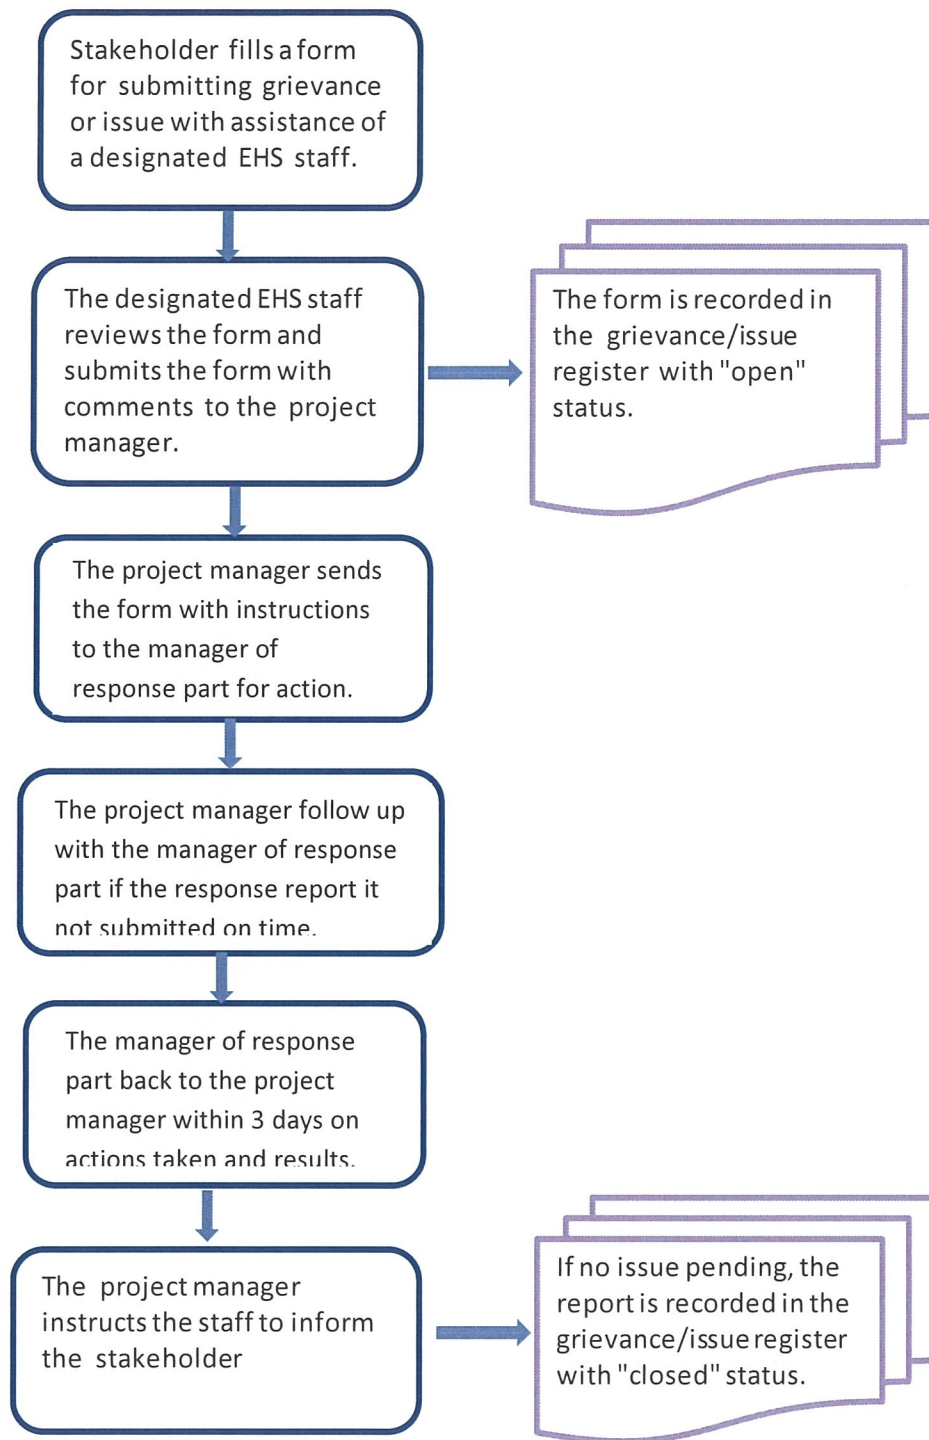 Stakeholder fills a form
for submitting grievance
or issue with assistance of
a designated EHS staff.
The designated EHS staff
reviews the form and
submits the form with
comments to the project
manager.
The form is recorded in
the grievance/issue
register with "open"
status.
The project manager sends
the form with instructions
to the manager of
response part for action.
The project manager follow up
with the manager of response
part if the response report it
not submitted on time.
The manager of response
part back to the project
manager within 3 days on
actions taken and results.
The project manager
instructs the staff to inform
the stakeholder
If no issue pending, the
report is recorded in the
grievance/issue register
with "closed" status.